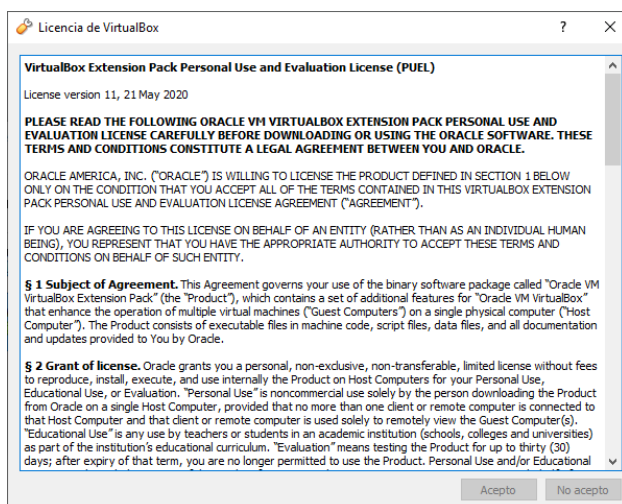 Licencia de VirtualBox
VirtualBox Extension Pack Personal Use and Evaluation License (PUEL)
License version 11, 21 May 2020
PLEASE READ THE FOLLOWING ORACLE VM VIRTUALBOX EXTENSION PACK PERSONAL USE AND
EVALUATION LICENSE CAREFULLY BEFORE DOWNLOADING OR USING THE ORACLE SOFTWARE. THESE
TERMS AND CONDITIONS CONSTITUTE A LEGAL AGREEMENT BETWEEN YOU AND ORACLE.
ORACLE AMERICA, INC. ("ORACLE") IS WILLING TO LICENSE THE PRODUCT DEFINED IN SECTION 1 BELOW
ONLY ON THE CONDITION THAT YOU ACCEPT ALL OF THE TERMS CONTAINED IN THIS VIRTUALBOX EXTENSION
PACK PERSONAL USE AND EVALUATION LICENSE AGREEMENT ("AGREEMENT").
IF YOU ARE AGREEING TO THIS LICENSE ON BEHALF OF AN ENTITY (RATHER THAN AS AN INDIVIDUAL HUMAN
BEING), YOU REPRESENT THAT YOU HAVE THE APPROPRIATE AUTHORITY TO ACCEPT THESE TERMS AND
CONDITIONS ON BEHALF OF SUCH ENTITY.
§ 1 Subject of Agreement. This Agreement governs your use of the binary software package called "Oracle VM
VirtualBox Extension Pack" (the "Product"), which contains a set of additional features for "Oracle VM VirtualBox"
that enhance the operation of multiple virtual machines ("Guest Computers") on a single physical computer ("Host
Computer"). The Product consists of executable files in machine code, script files, data files, and all documentation
and updates provided to You by Oracle.
§ 2 Grant of license. Oracle grants you a personal, non-exclusive, non-transferable, limited license without fees
to reproduce, install, execute, and use internally the Product on Host Computers for your Personal Use,
Educational Use, or Evaluation. "Personal Use" is noncommercial use solely by the person downloading the Product
from Oracle on a single Host Computer, provided that no more than one client or remote computer is connected to
that Host Computer and that client or remote computer is used solely to remotely view the Guest Computer(s).
"Educational Use" is any use by teachers or students in an academic institution (schools, colleges and universities)
as part of the institution's educational curriculum. "Evaluation" means testing the Product for up to thirty (30)
days; after expiry of that term, you are no longer permitted to use the Product. Personal Use and/or Educational
Acepto No acepto